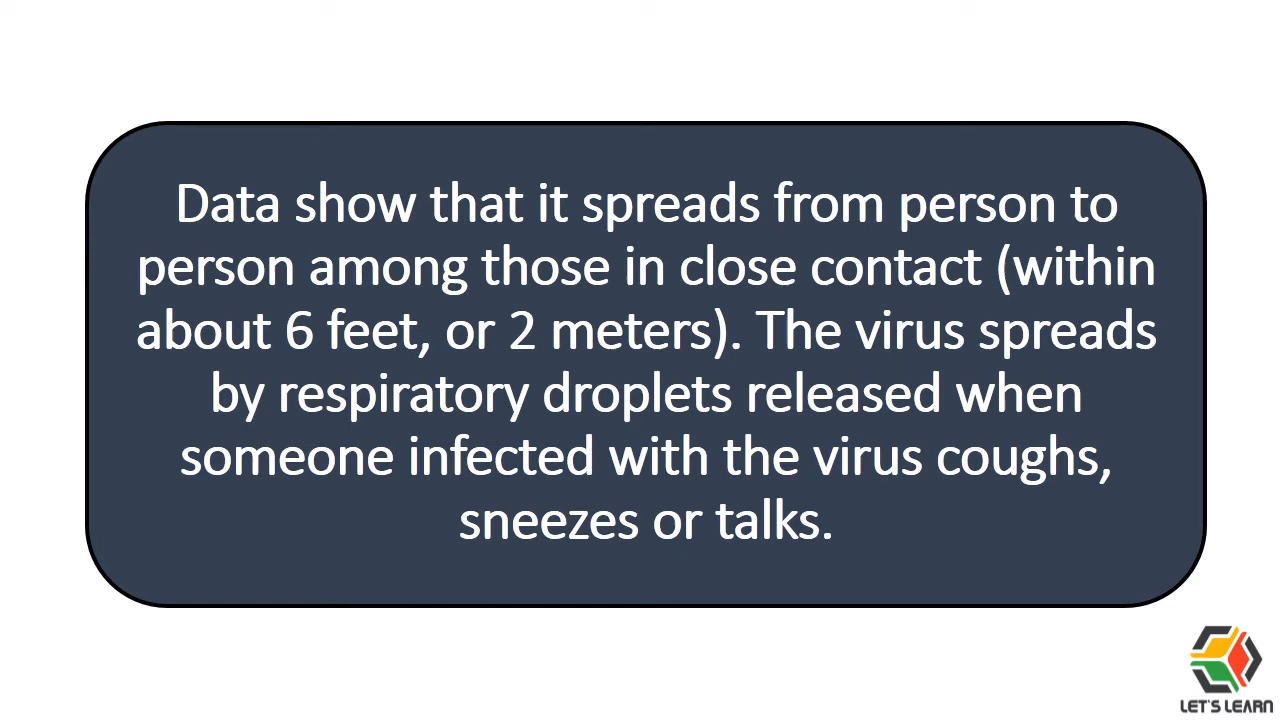 Data show that it spreads from person to
person among those in close contact (within
about 6 feet, or 2 meters). The virus spreads
by respiratory droplets released when
someone infected with the virus coughs,
sneezes or talks.
LET'S LEARN